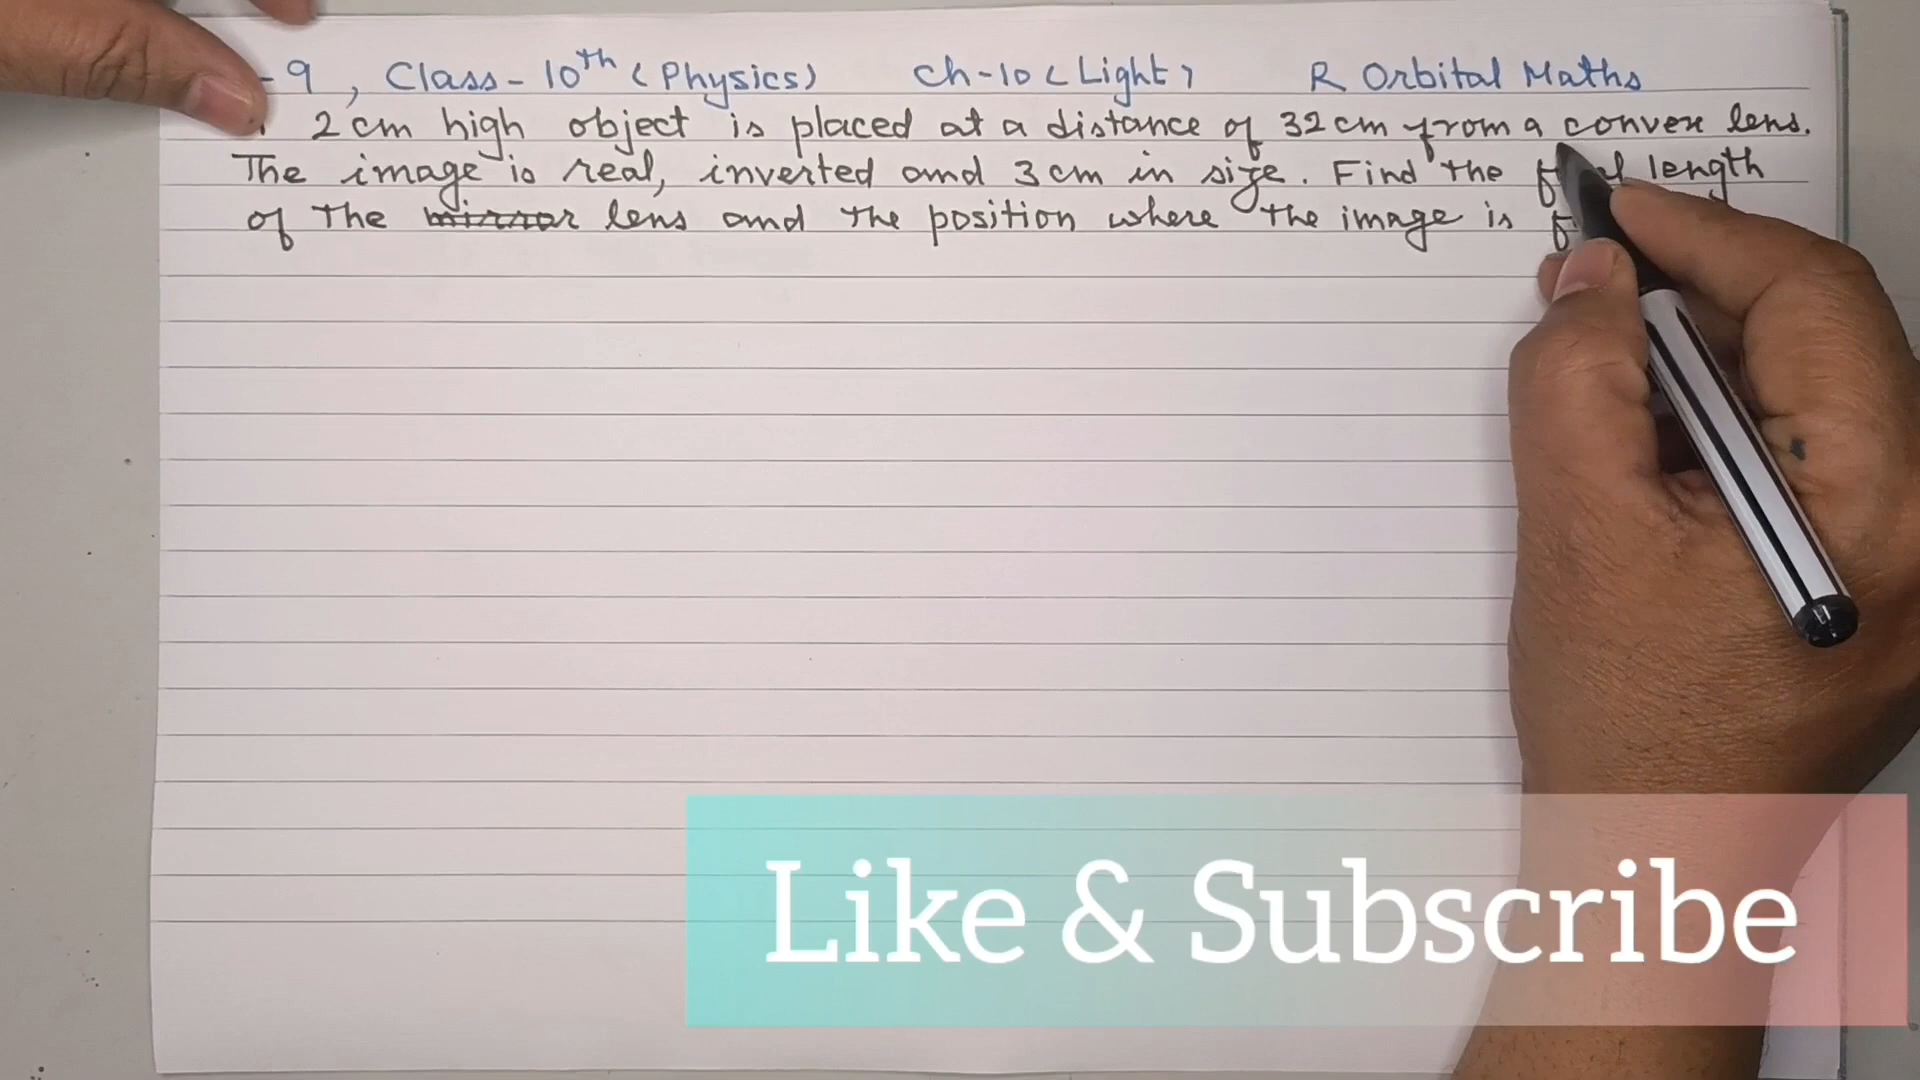 - 9 , Class - 10th (Physics) Ch-10 (Light) R Orbital Maths
2 cm high object is placed at a distance of 32 cm from a convex lens.
The image is real, inverted and 3 cm in size. Find the length
of the mirror lens and the position where the image is
Like & Subscribe